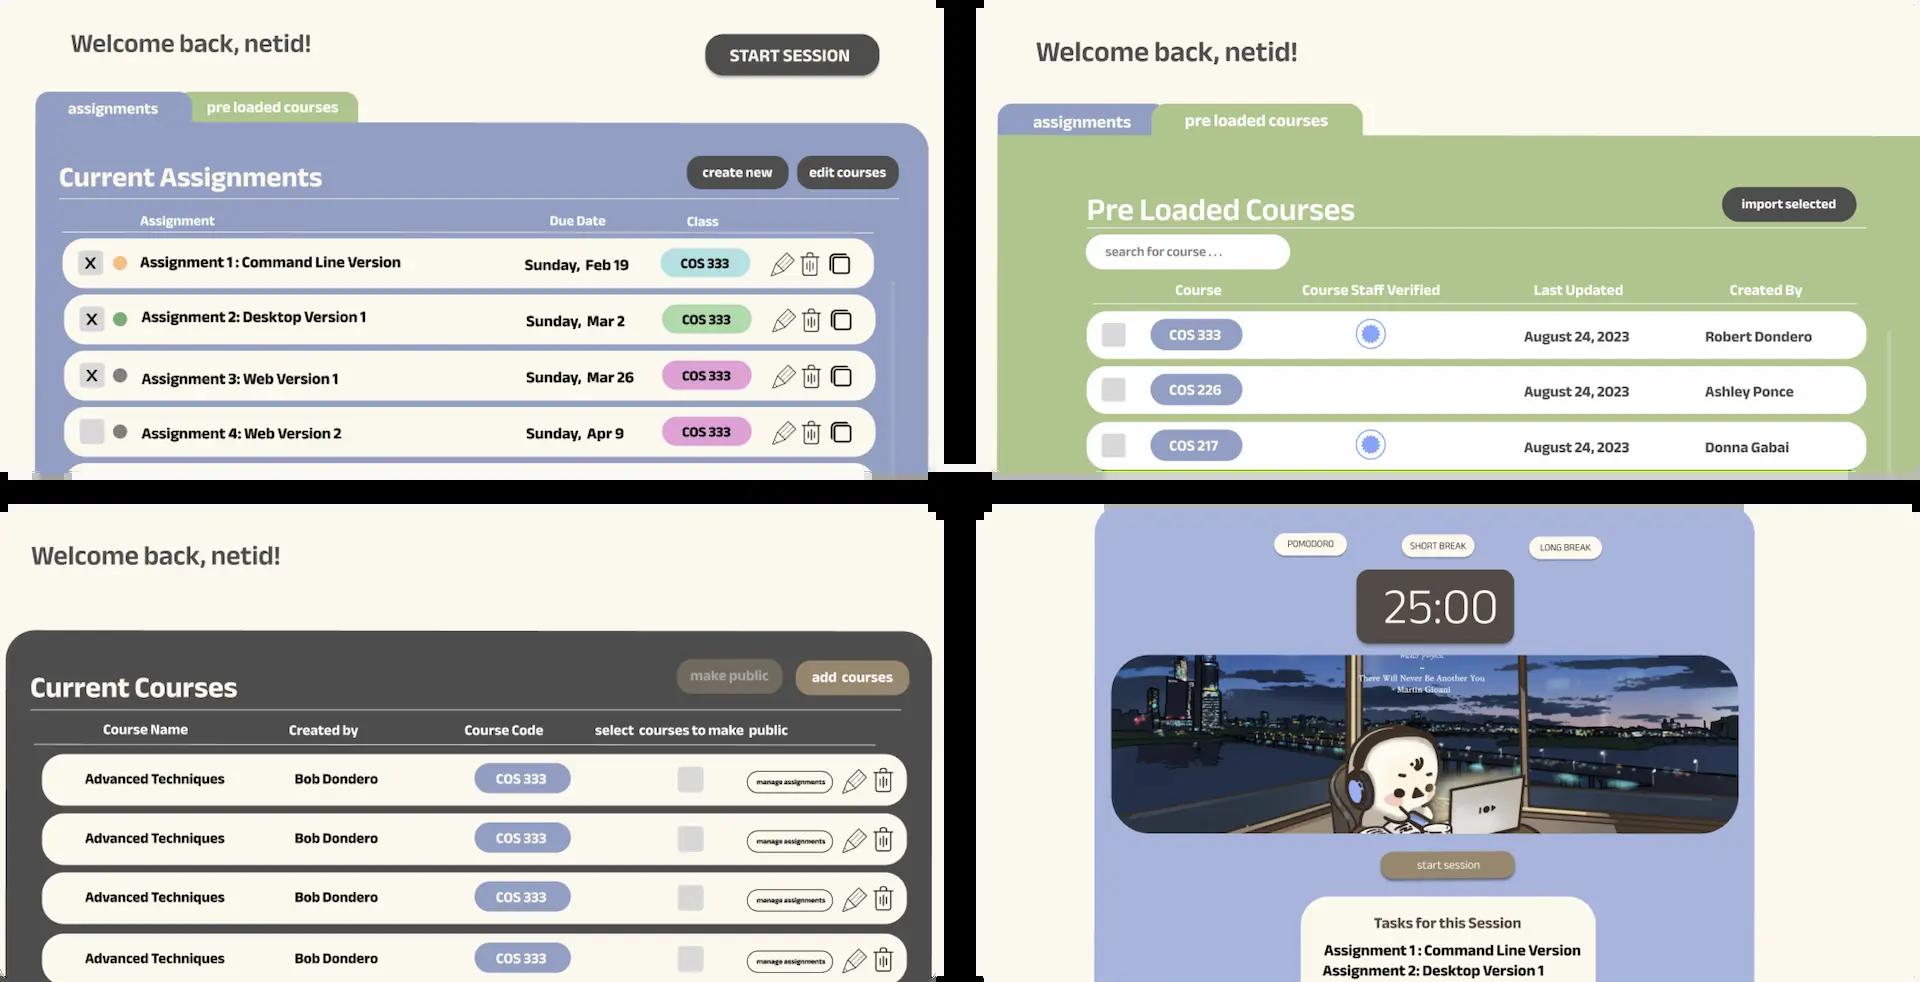 Welcome back, netid!
START SESSION
assignments
pre loaded courses
Current Assignments
create new
edit courses
Assignment Due Date Class
X Assignment 1 : Command Line Version Sunday, Feb 19 COS 333
X Assignment 2: Desktop Version 1 Sunday, Mar 2 COS 333
X Assignment 3: Web Version 1 Sunday, Mar 26 COS 333
Assignment 4: Web Version 2 Sunday, Apr 9 COS 333
Welcome back, netid!
assignments
pre loaded courses
Pre Loaded Courses
import selected
search for course . . .
Course Course Staff Verified Last Updated Created By
COS 333 August 24, 2023 Robert Dondero
COS 226 August 24, 2023 Ashley Ponce
COS 217 August 24, 2023 Donna Gabai
Welcome back, netid!
Current Courses
make public
add courses
Course Name Created by Course Code select courses to make public
Advanced Techniques Bob Dondero COS 333 manage assignments
Advanced Techniques Bob Dondero COS 333 manage assignments
Advanced Techniques Bob Dondero COS 333 manage assignments
Advanced Techniques Bob Dondero COS 333 manage assignments
POMODORO
SHORT BREAK
LONG BREAK
25:00
There Will Never Be Another You
- Martin Gioani
start session
Tasks for this Session
Assignment 1 : Command Line Version
Assignment 2: Desktop Version 1